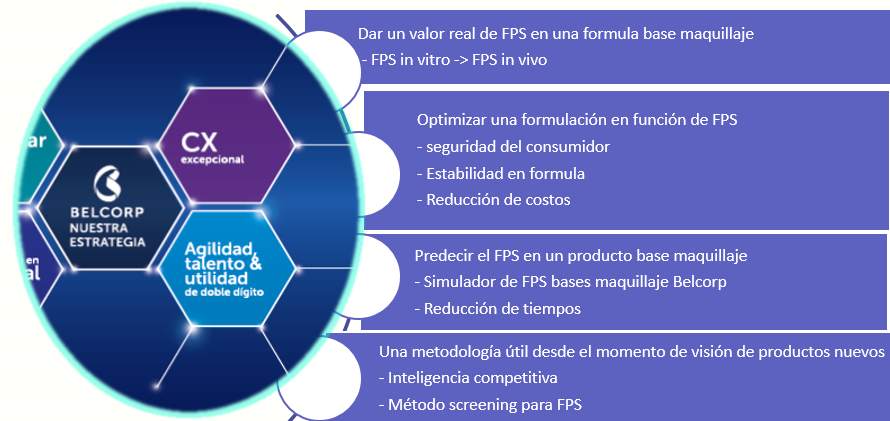 ar
CX
excepcional
BELCORP
NUESTRA
ESTRATEGIA
en
al
Agilidad,
talento &
utilidad
de doble dígito
Dar un valor real de FPS en una formula base maquillaje
- FPS in vitro -> FPS in vivo
Optimizar una formulación en función de FPS
- seguridad del consumidor
- Estabilidad en formula
- Reducción de costos
Predecir el FPS en un producto base maquillaje
- Simulador de FPS bases maquillaje Belcorp
- Reducción de tiempos
Una metodología útil desde el momento de visión de productos nuevos
- Inteligencia competitiva
- Método screening para FPS